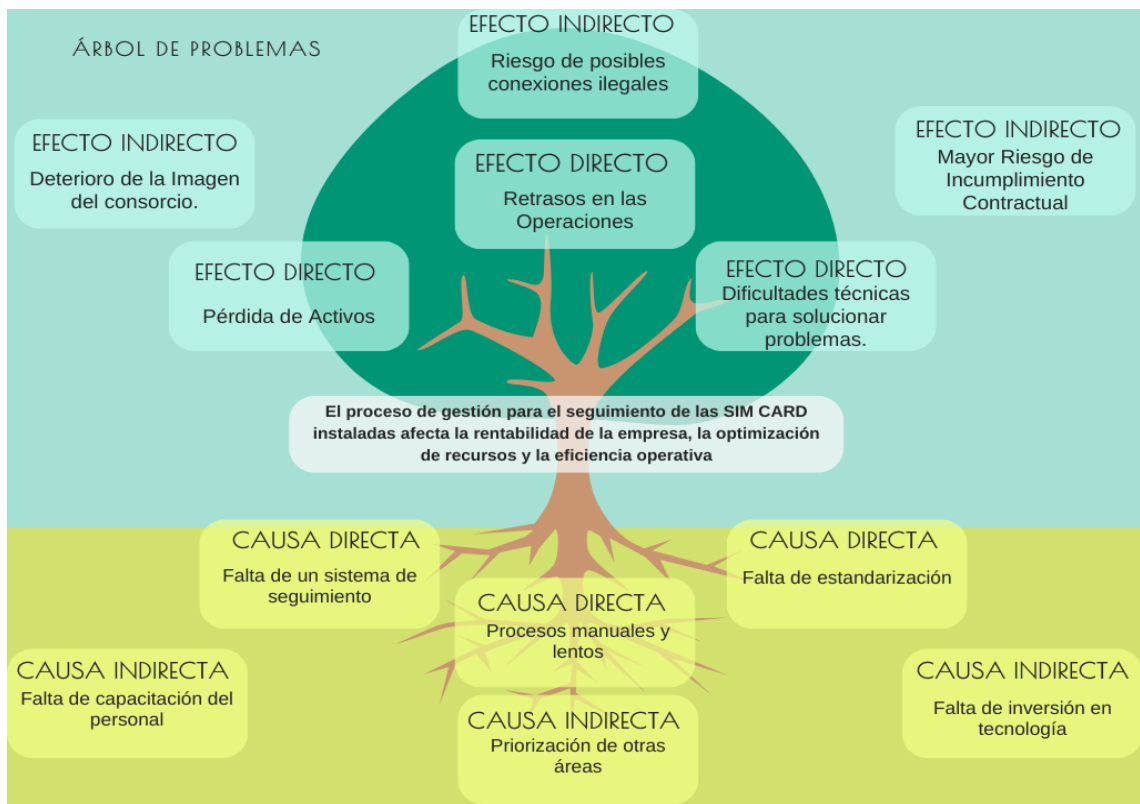 ÁRBOL DE PROBLEMAS
EFECTO INDIRECTO
Riesgo de posibles
conexiones ilegales
EFECTO INDIRECTO
Deterioro de la Imagen
del consorcio.
EFECTO DIRECTO
Retrasos en las
Operaciones
EFECTO INDIRECTO
Mayor Riesgo de
Incumplimiento
Contractual
EFECTO DIRECTO
Pérdida de Activos
EFECTO DIRECTO
Dificultades técnicas
para solucionar
problemas.
El proceso de gestión para el seguimiento de las SIM CARD
instaladas afecta la rentabilidad de la empresa, la optimización
de recursos y la eficiencia operativa
CAUSA DIRECTA
Falta de un sistema de
seguimiento
CAUSA DIRECTA
Procesos manuales y
lentos
CAUSA DIRECTA
Falta de estandarización
CAUSA INDIRECTA
Falta de capacitación del
personal
CAUSA INDIRECTA
Priorización de otras
áreas
CAUSA INDIRECTA
Falta de inversión en
tecnología